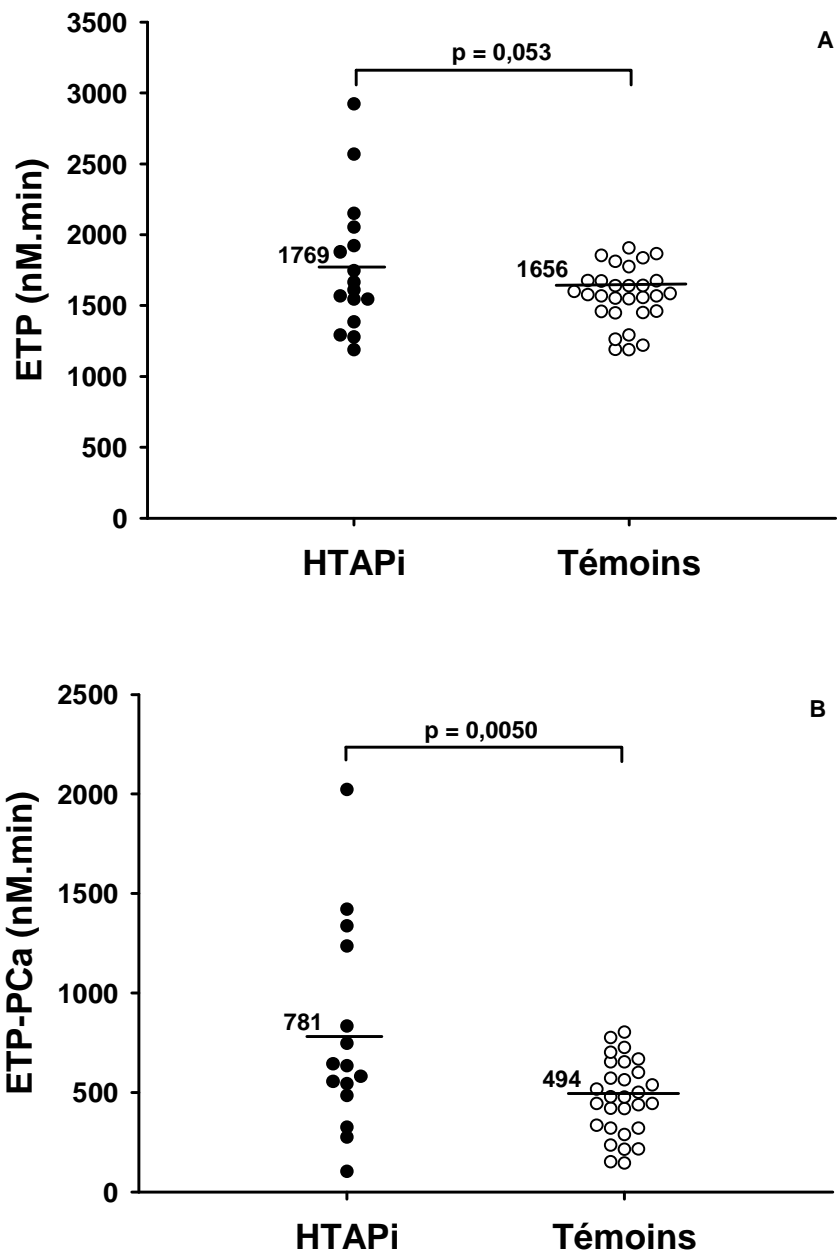 A
p = 0,053
3500
3000
2500
2000
1500
1000
500
0
ETP (nM.min)
1769
1656
HTAPi Témoins
B
p = 0,0050
2500
2000
1500
1000
500
0
ETP-PCa (nM.min)
781
494
HTAPi Témoins